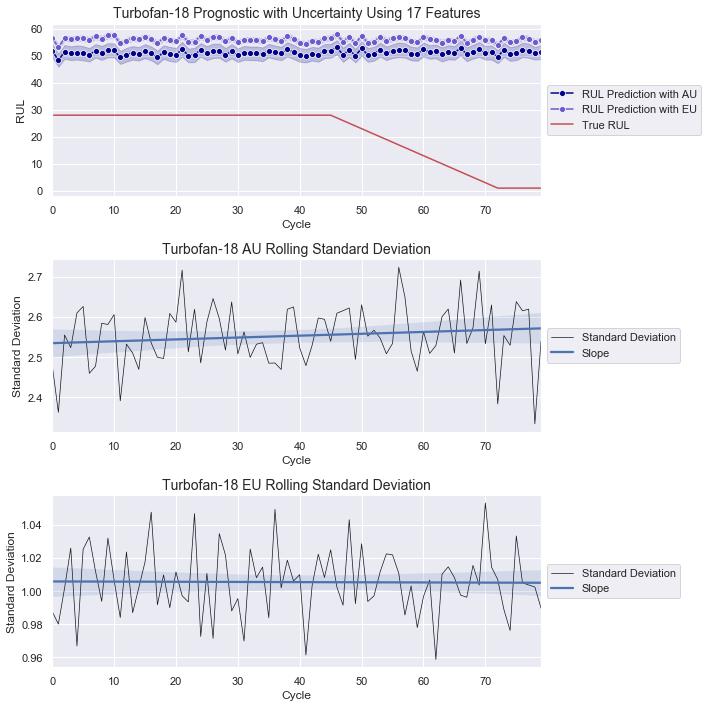 Turbofan-18 Prognostic with Uncertainty Using 17 Features
60
50
40
30
20
10
0
RUL
0 10 20 30 40 50 60 70
Cycle
RUL Prediction with AU
RUL Prediction with EU
True RUL
Turbofan-18 AU Rolling Standard Deviation
2.7
2.6
2.5
2.4
Standard Deviation
0 10 20 30 40 50 60 70
Cycle
Standard Deviation
Slope
Turbofan-18 EU Rolling Standard Deviation
1.04
1.02
1.00
0.98
0.96
Standard Deviation
0 10 20 30 40 50 60 70
Cycle
Standard Deviation
Slope